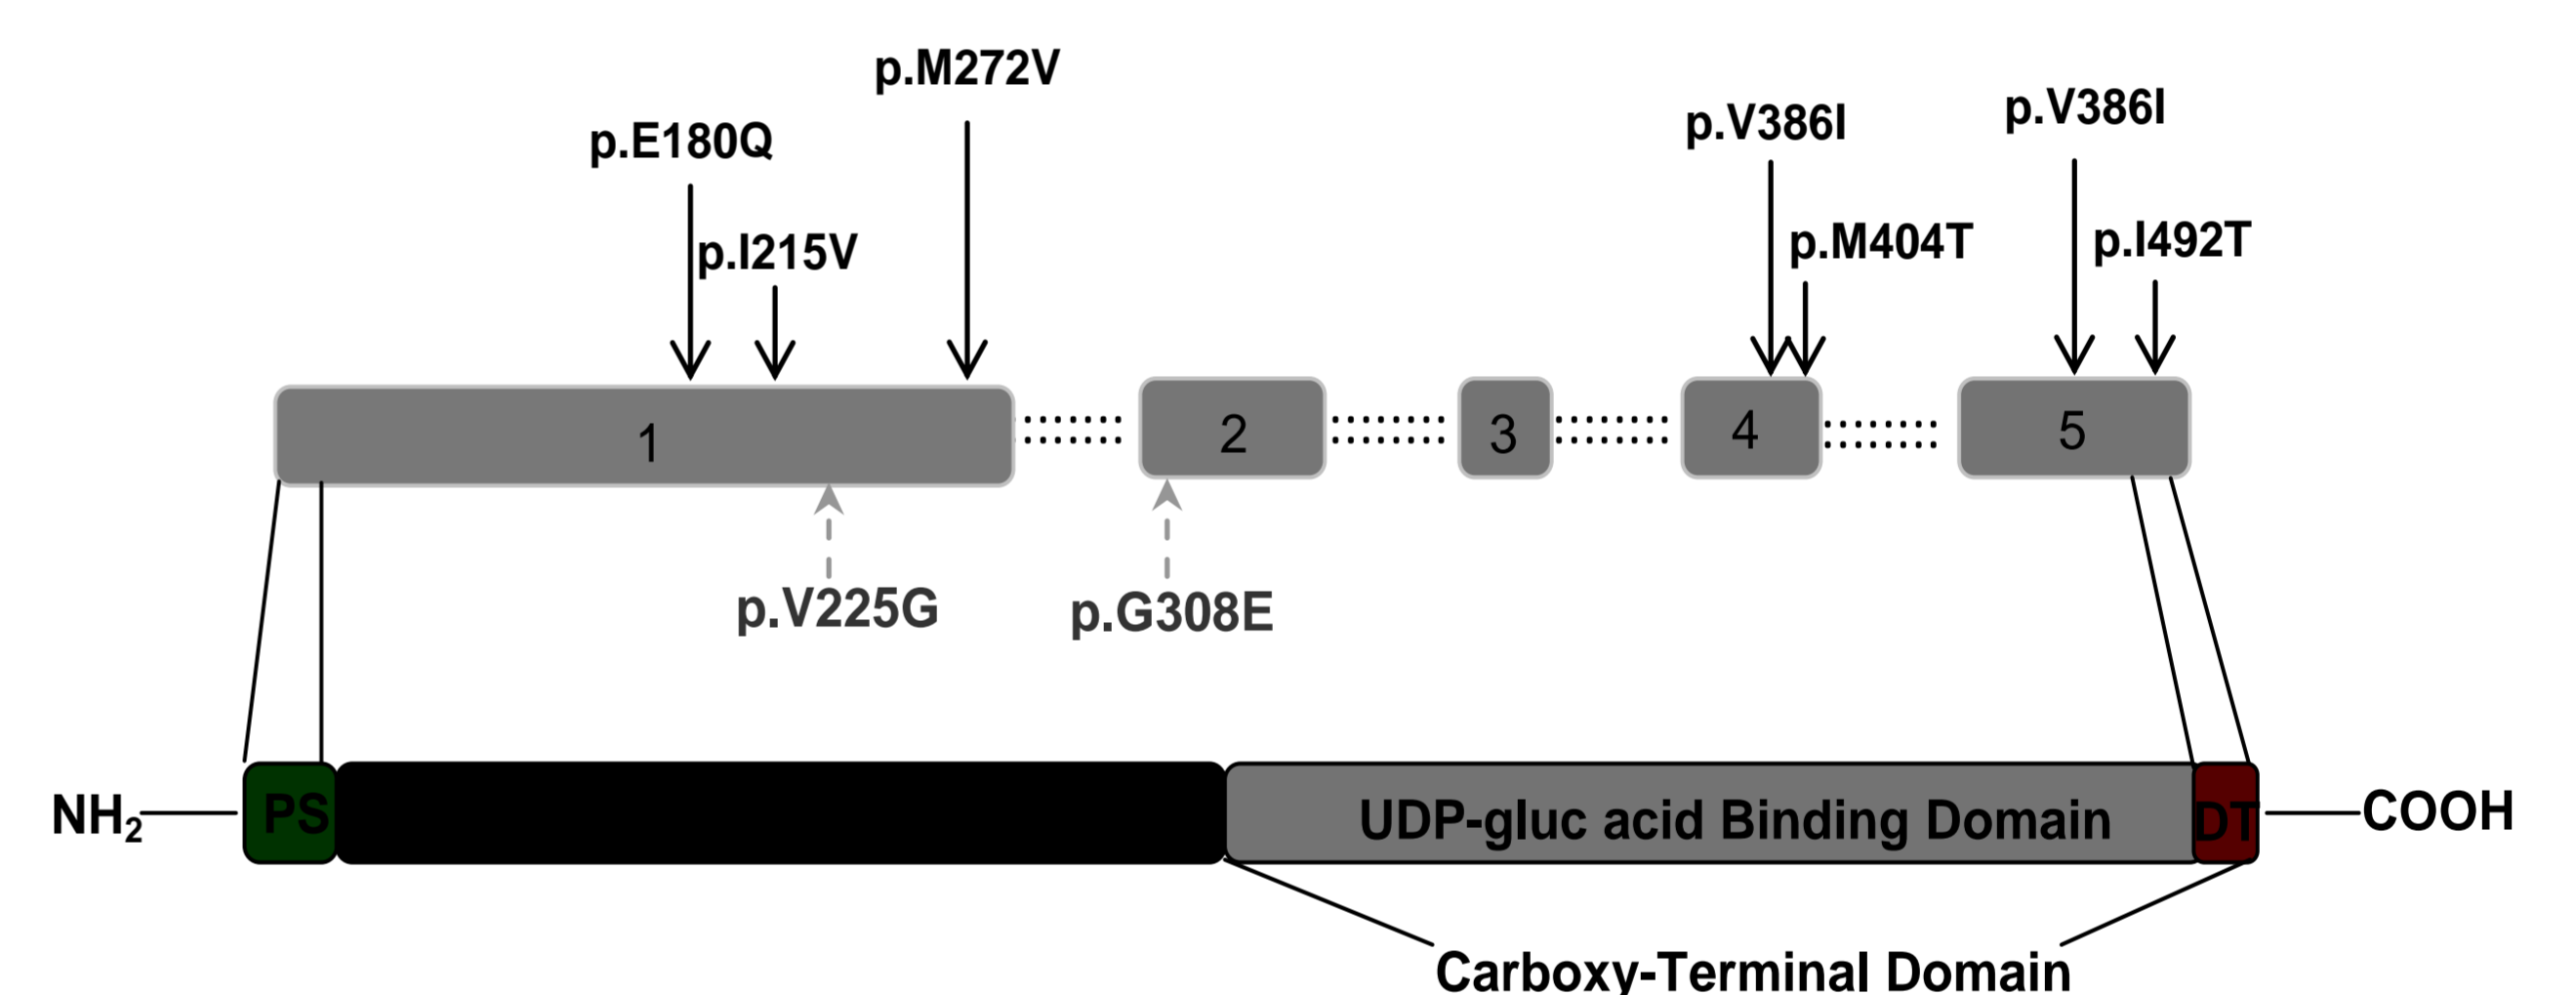 p.M272V
p.V386I
p.V386I
p.E180Q
p.I215V
p.M404T
p.I492T
1
2
3
4
5
p.V225G
p.G308E
NH₂
PS
UDP-gluc acid Binding Domain
DT
COOH
Carboxy-Terminal Domain